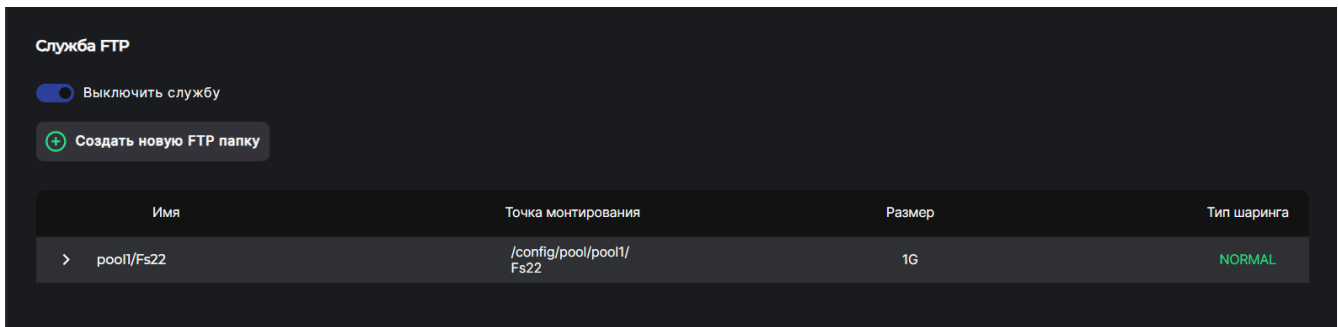 Служба FTP
Выключить службу
Создать новую FTP папку
Имя Точка монтирования Размер Тип шаринга
pool1/Fs22 /config/pool/pool1/ 1G NORMAL
Fs22